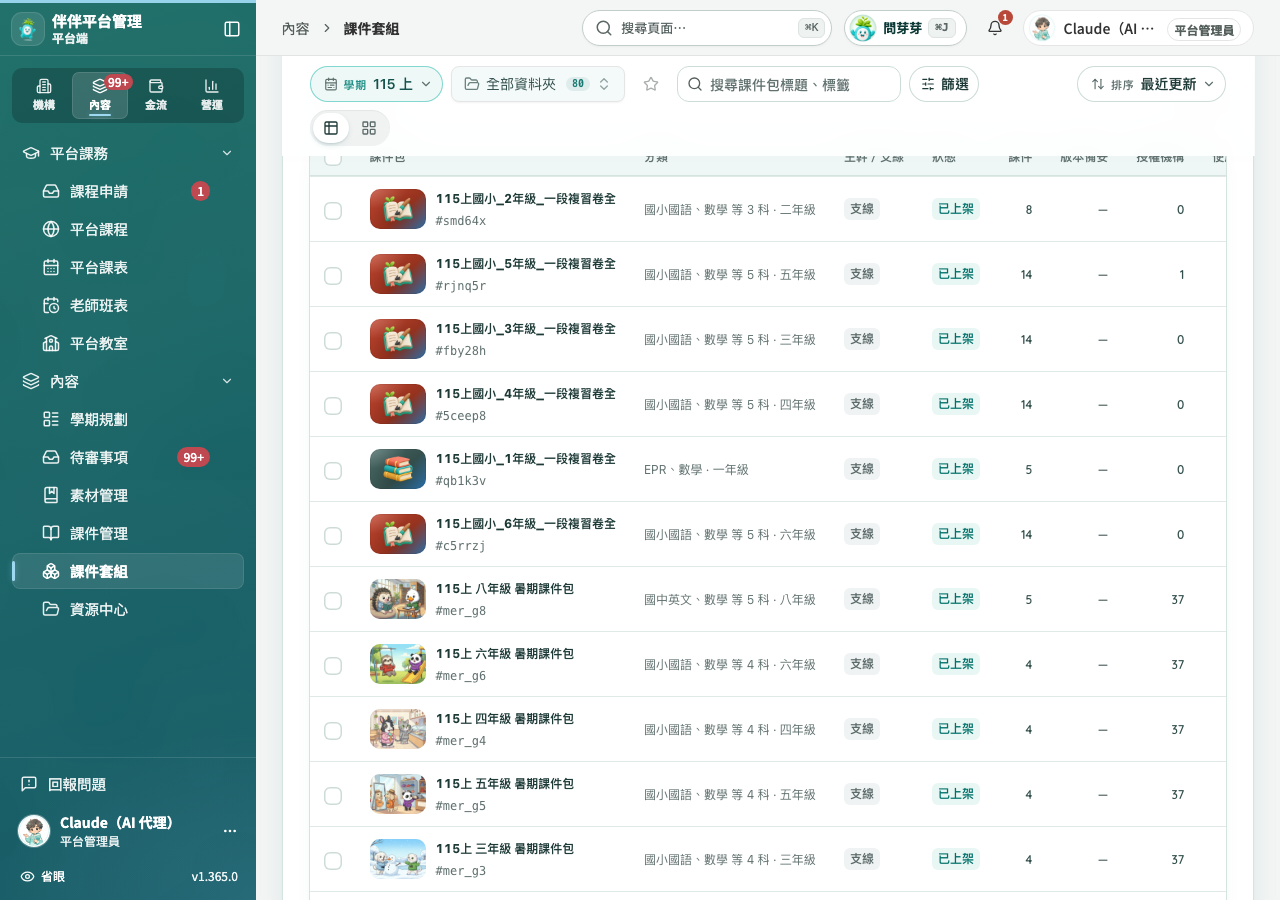 伴伴平台管理
平台端
機構
內容
99+
金流
營運
平台課務
課程申請
1
平台課程
平台課表
老師班表
平台教室
內容
學期規劃
待審事項
99+
素材管理
課件管理
課件套組
資源中心
回報問題
Claude（AI 代理）
平台管理員
省眼
v1.365.0
內容
課件套組
搜尋頁面…
⌘K
問芽芽
⌘J
1
Claude（AI …
平台管理員
學期 115 上
全部資料夾 80
搜尋課件包標題、標籤
篩選
排序 最近更新
課件包 分類 主幹 / 支線 狀態 課件 版本備妥 授權機構
115上國小_2年級_一段複習卷全
#smd64x
國小國語、數學 等 3 科 · 二年級 支線 已上架 8 — 0
115上國小_5年級_一段複習卷全
#rjnq5r
國小國語、數學 等 5 科 · 五年級 支線 已上架 14 — 1
115上國小_3年級_一段複習卷全
#fby28h
國小國語、數學 等 5 科 · 三年級 支線 已上架 14 — 0
115上國小_4年級_一段複習卷全
#5ceep8
國小國語、數學 等 5 科 · 四年級 支線 已上架 14 — 0
115上國小_1年級_一段複習卷全
#qb1k3v
EPR、數學 · 一年級 支線 已上架 5 — 0
115上國小_6年級_一段複習卷全
#c5rrzj
國小國語、數學 等 5 科 · 六年級 支線 已上架 14 — 0
115上 八年級 暑期課件包
#mer_g8
國中英文、數學 等 5 科 · 八年級 支線 已上架 5 — 37
115上 六年級 暑期課件包
#mer_g6
國小國語、數學 等 4 科 · 六年級 支線 已上架 4 — 37
115上 四年級 暑期課件包
#mer_g4
國小國語、數學 等 4 科 · 四年級 支線 已上架 4 — 37
115上 五年級 暑期課件包
#mer_g5
國小國語、數學 等 4 科 · 五年級 支線 已上架 4 — 37
115上 三年級 暑期課件包
#mer_g3
國小國語、數學 等 4 科 · 三年級 支線 已上架 4 — 37